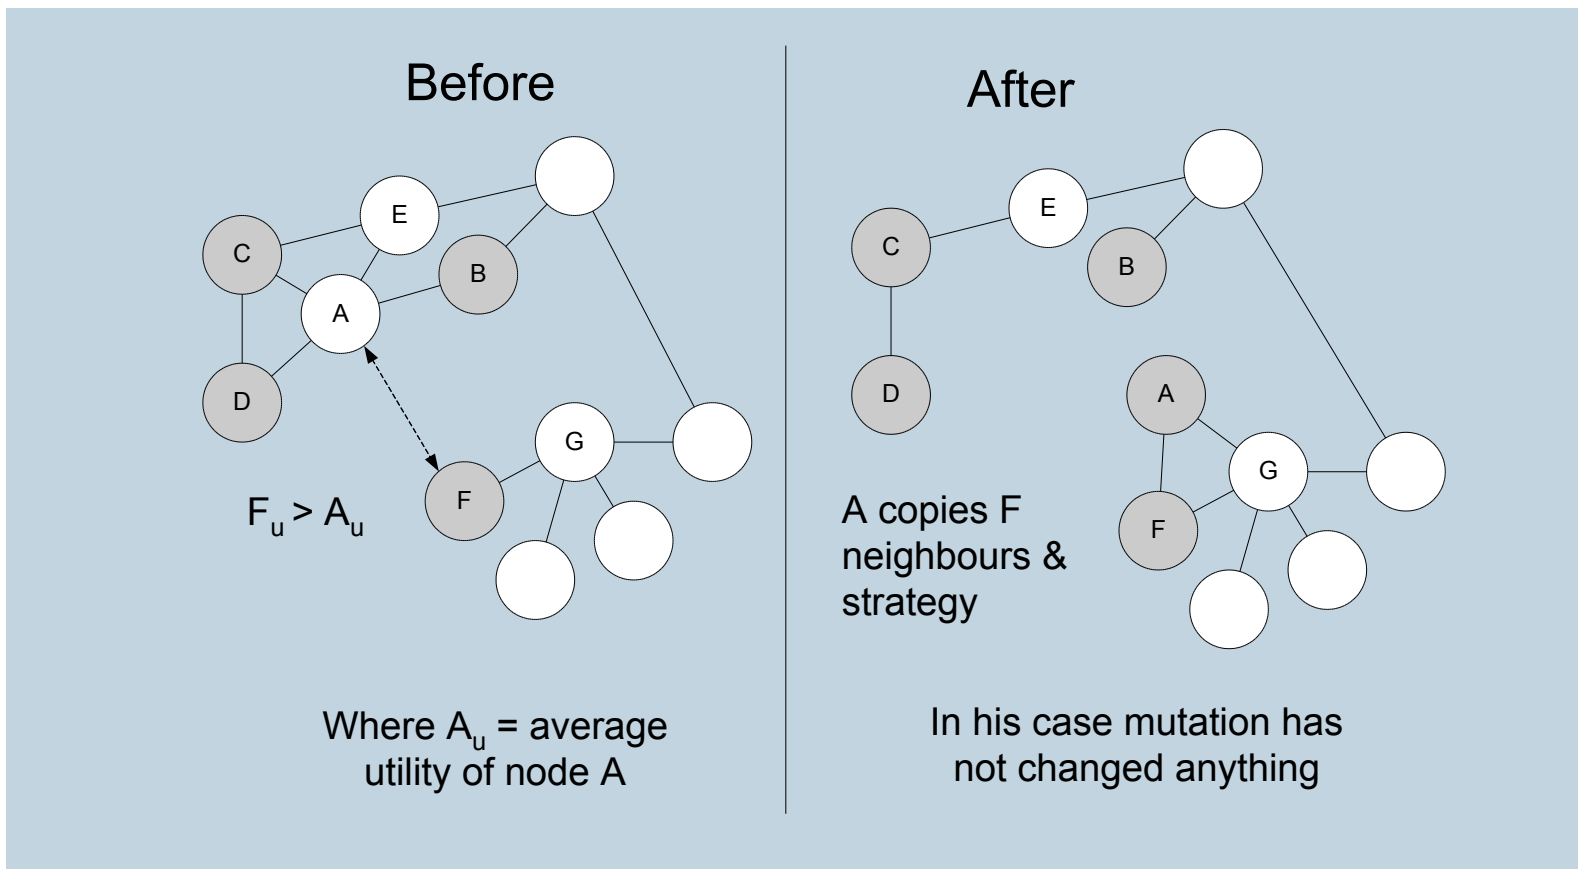 Before
E
C
B
A
D
G
F
Fu > Au
Where Au = average
utility of node A
After
E
C
B
D
A
G
F
A copies F
neighbours &
strategy
In his case mutation has
not changed anything